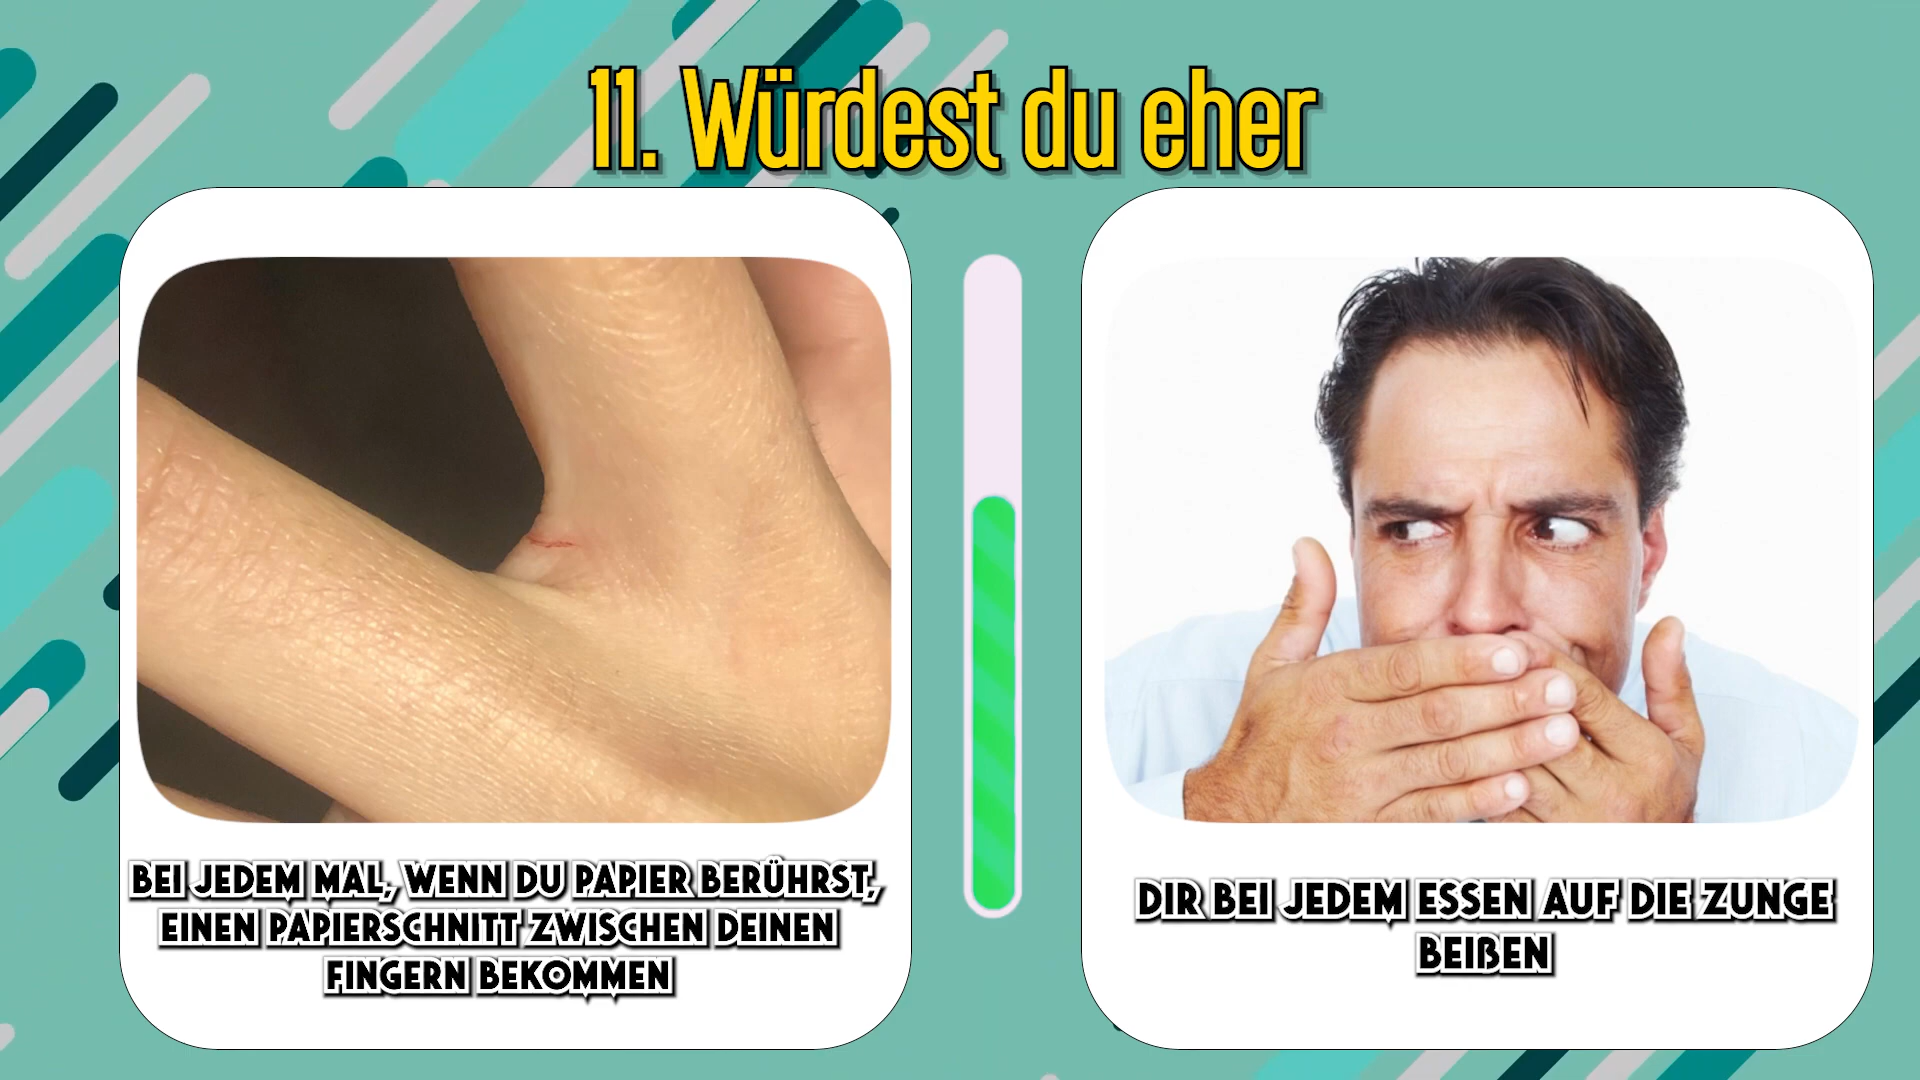 11. Würdest du eher
BEI JEDEM MAL, WENN DU PAPIER BERÜHRST,
EINEN PAPIERSCHNITT ZWISCHEN DEINEN
FINGERN BEKOMMEN
DIR BEI JEDEM ESSEN AUF DIE ZUNGE
BEIßEN